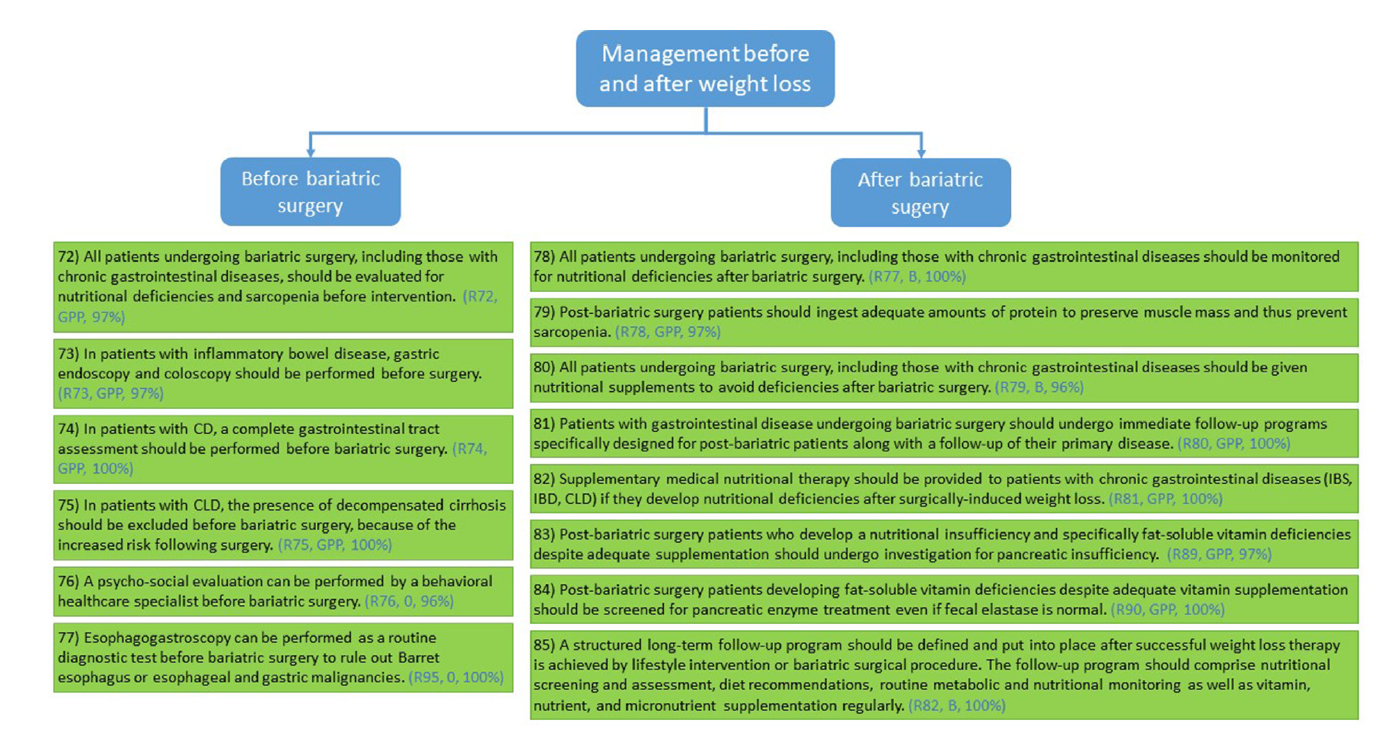 Management before
and after weight loss
Before bariatric
surgery
After bariatric
sugery
72) All patients undergoing bariatric surgery, including those with
chronic gastrointestinal diseases, should be evaluated for
nutritional deficiencies and sarcopenia before intervention. (R72,
GPP, 97%)
73) In patients with inflammatory bowel disease, gastric
endoscopy and coloscopy should be performed before surgery.
(R73, GPP, 97%)
74) In patients with CD, a complete gastrointestinal tract
assessment should be performed before bariatric surgery. (R74,
GPP, 100%)
75) In patients with CLD, the presence of decompensated cirrhosis
should be excluded before bariatric surgery, because of the
increased risk following surgery. (R75, GPP, 100%)
76) A psycho-social evaluation can be performed by a behavioral
healthcare specialist before bariatric surgery. (R76, 0, 96%)
77) Esophagogastroscopy can be performed as a routine
diagnostic test before bariatric surgery to rule out Barret
esophagus or esophageal and gastric malignancies. (R95, 0, 100%)
78) All patients undergoing bariatric surgery, including those with chronic gastrointestinal diseases should be monitored
for nutritional deficiencies after bariatric surgery. (R77, B, 100%)
79) Post-bariatric surgery patients should ingest adequate amounts of protein to preserve muscle mass and thus prevent
sarcopenia. (R78, GPP, 97%)
80) All patients undergoing bariatric surgery, including those with chronic gastrointestinal diseases should be given
nutritional supplements to avoid deficiencies after bariatric surgery. (R79, B, 96%)
81) Patients with gastrointestinal disease undergoing bariatric surgery should undergo immediate follow-up programs
specifically designed for post-bariatric patients along with a follow-up of their primary disease. (R80, GPP, 100%)
82) Supplementary medical nutritional therapy should be provided to patients with chronic gastrointestinal diseases (IBS,
IBD, CLD) if they develop nutritional deficiencies after surgically-induced weight loss. (R81, GPP, 100%)
83) Post-bariatric surgery patients who develop a nutritional insufficiency and specifically fat-soluble vitamin deficiencies
despite adequate supplementation should undergo investigation for pancreatic insufficiency. (R89, GPP, 97%)
84) Post-bariatric surgery patients developing fat-soluble vitamin deficiencies despite adequate vitamin supplementation
should be screened for pancreatic enzyme treatment even if fecal elastase is normal. (R90, GPP, 100%)
85) A structured long-term follow-up program should be defined and put into place after successful weight loss therapy
is achieved by lifestyle intervention or bariatric surgical procedure. The follow-up program should comprise nutritional
screening and assessment, diet recommendations, routine metabolic and nutritional monitoring as well as vitamin,
nutrient, and micronutrient supplementation regularly. (R82, B, 100%)